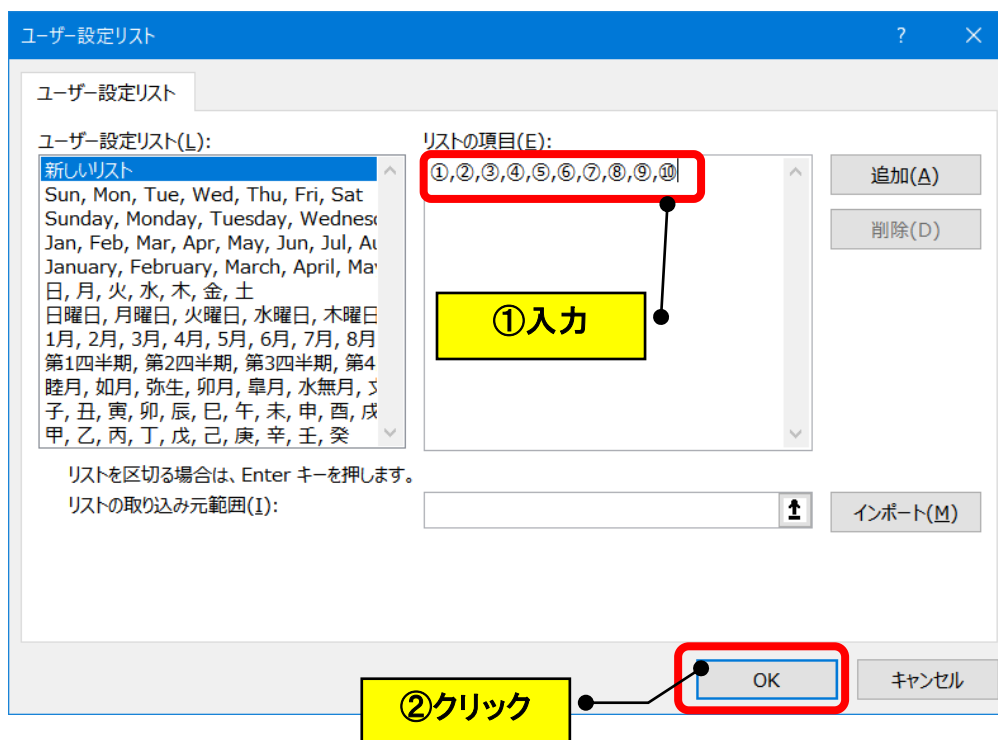 ユーザー設定リスト
ユーザー設定リスト
ユーザー設定リスト(L):
新しいリスト
Sun, Mon, Tue, Wed, Thu, Fri, Sat
Sunday, Monday, Tuesday, Wednes
Jan, Feb, Mar, Apr, May, Jun, Jul, Au
January, February, March, April, Ma
日, 月, 火, 水, 木, 金, 土
日曜日, 月曜日, 火曜日, 水曜日, 木曜日
1月, 2月, 3月, 4月, 5月, 6月, 7月, 8月
第1四半期, 第2四半期, 第3四半期, 第4
睦月, 如月, 弥生, 卯月, 皐月, 水無月,
子, 丑, 寅, 卯, 辰, 巳, 午, 未, 申, 酉, 戌
甲, 乙, 丙, 丁, 戊, 己, 庚, 辛, 壬, 癸
リストの項目(E):
①,②,③,④,⑤,⑥,⑦,⑧,⑨,⑩
①入力
追加(A)
削除(D)
リストを区切る場合は、Enter キーを押します。
リストの取り込み元範囲(I):
インポート(M)
OK
キャンセル
②クリック